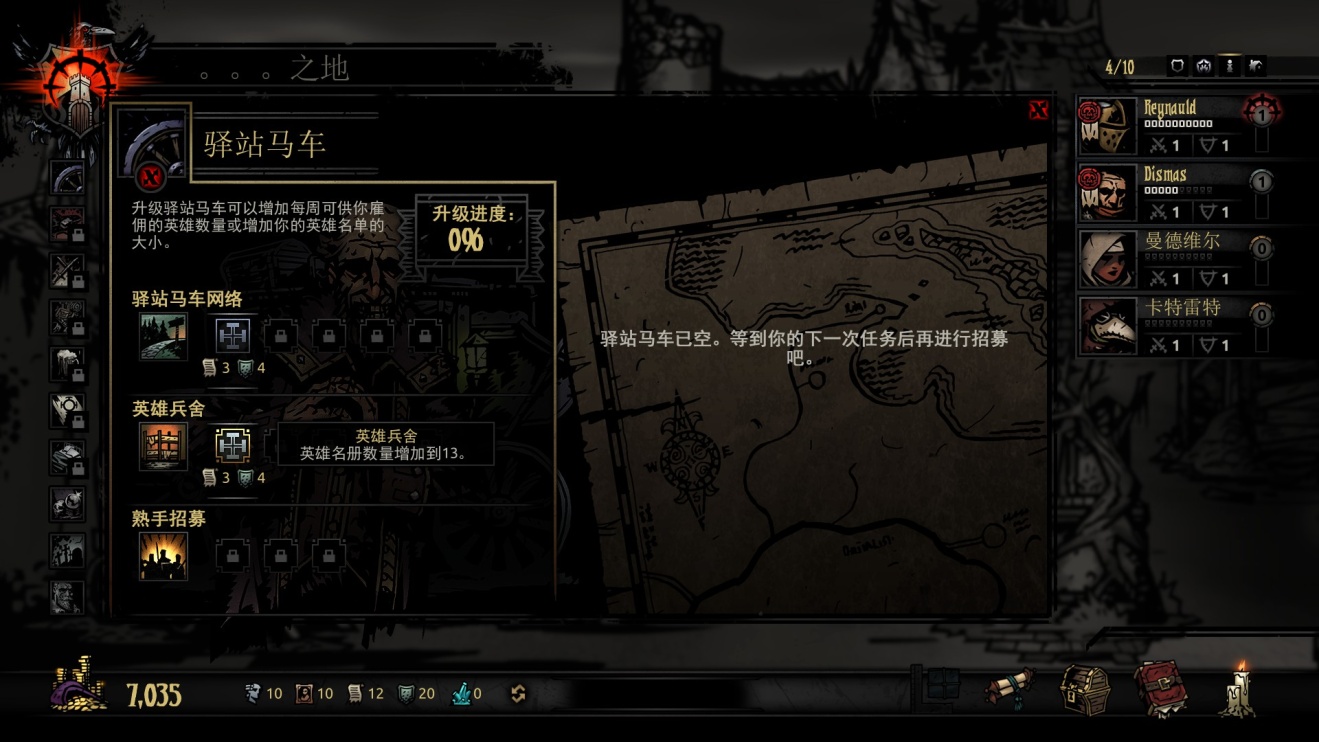 。。。之地
4/10
驿站马车
升级驿站马车可以增加每周可供你雇
佣的英雄数量或增加你的英雄名单的
大小。
升级进度：
0%
驿站马车网络
3 4
英雄兵舍
英雄兵舍
英雄名册数量增加到13。
3 4
熟手招募
驿站马车已空。等到你的下一次任务后再进行招募
吧。
W E
Reynauld
1
1 1
Dismas
1
1 1
曼德维尔
0
1 1
卡特雷特
0
1 1
7,035
10 10 12 20 0